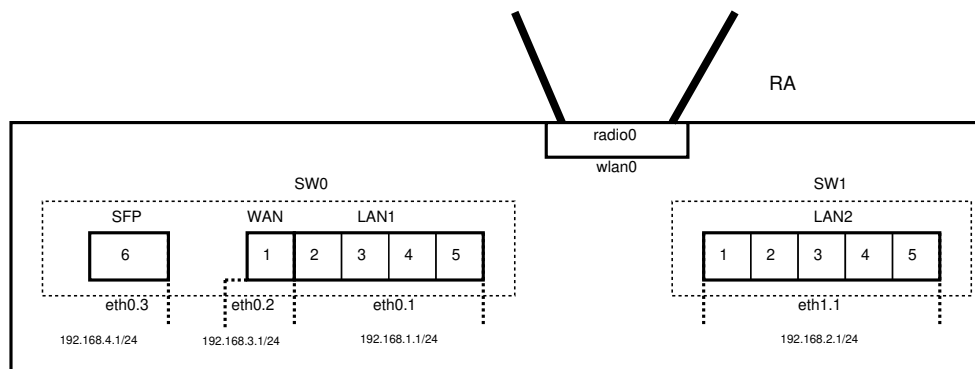 RA
radio0
wlan0
SW0 SW1
SFP WAN LAN1 LAN2
6 1 2 3 4 5 1 2 3 4 5
eth0.3 eth0.2 eth0.1 eth1.1
192.168.4.1/24 192.168.3.1/24 192.168.1.1/24 192.168.2.1/24